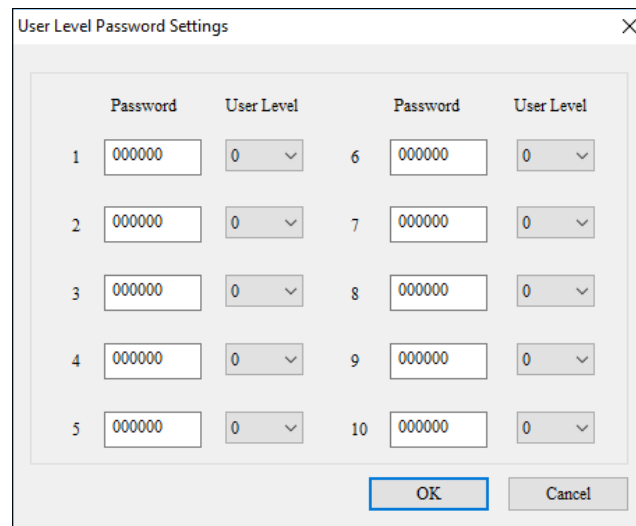 User Level Password Settings
Password User Level Password User Level
1 000000 0 6 000000 0
2 000000 0 7 000000 0
3 000000 0 8 000000 0
4 000000 0 9 000000 0
5 000000 0 10 000000 0
OK Cancel